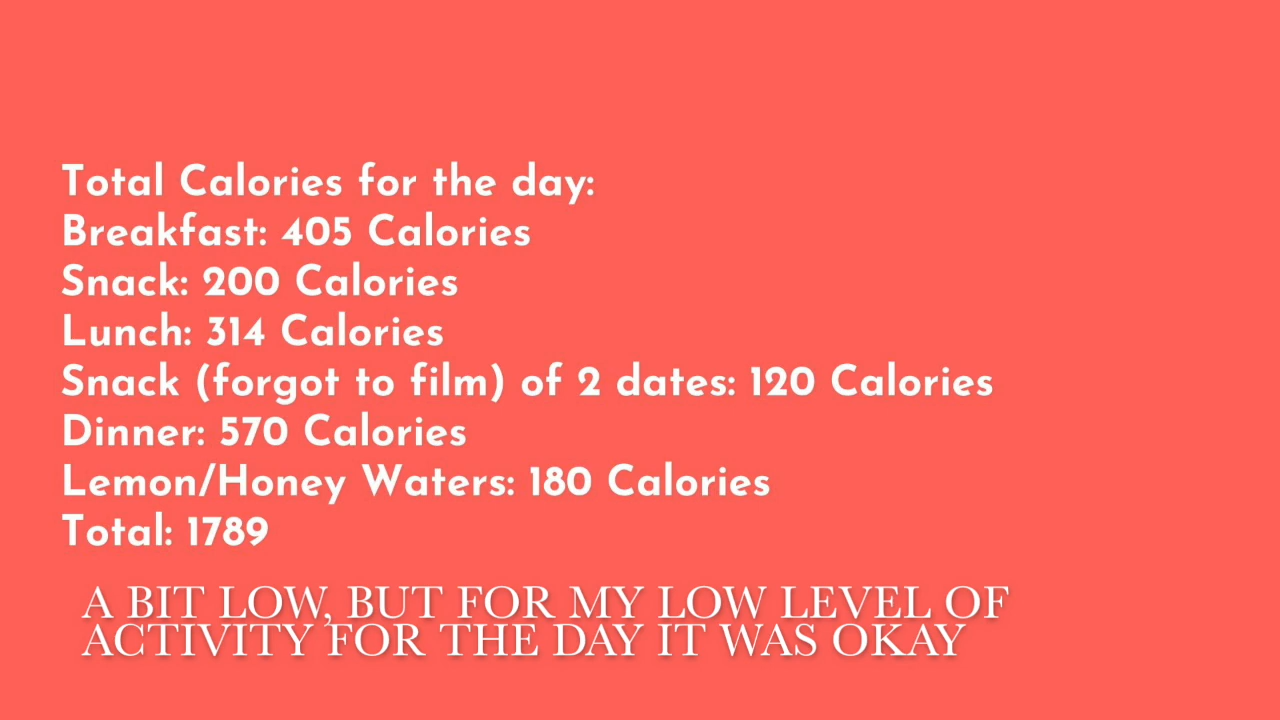 Total Calories for the day:
Breakfast: 405 Calories
Snack: 200 Calories
Lunch: 314 Calories
Snack (forgot to film) of 2 dates: 120 Calories
Dinner: 570 Calories
Lemon/Honey Waters: 180 Calories
Total: 1789
A BIT LOW, BUT FOR MY LOW LEVEL OF
ACTIVITY FOR THE DAY IT WAS OKAY